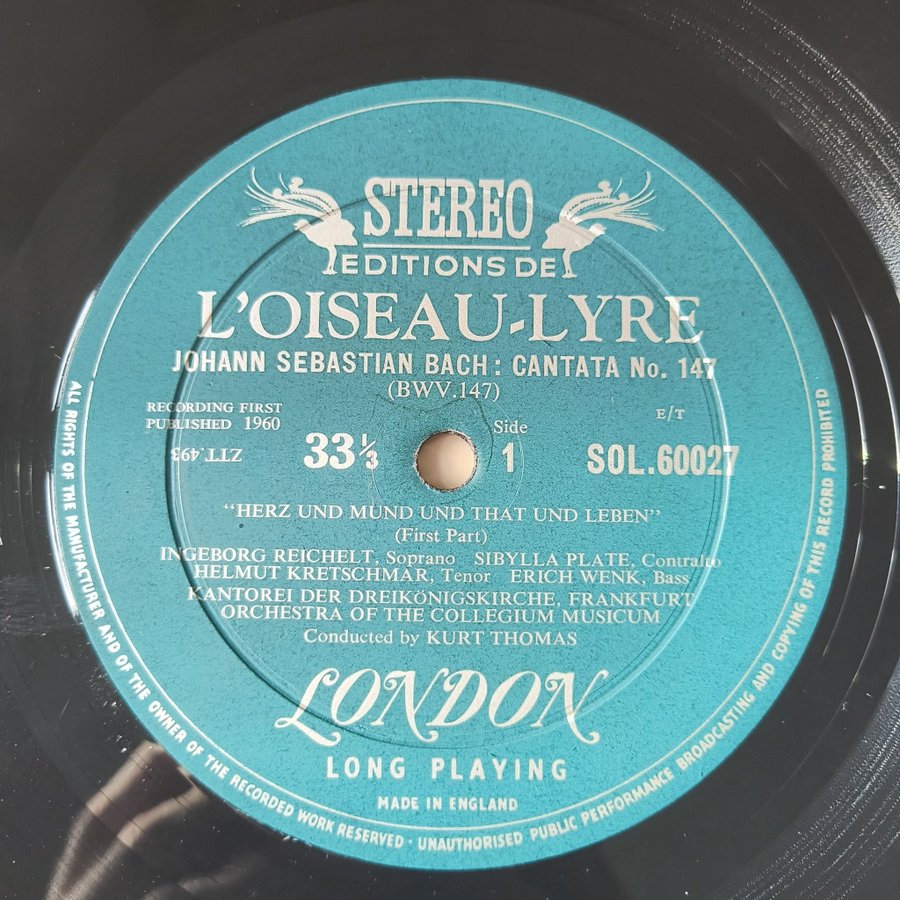 STEREO
EDITIONS DE
L'OISEAU-LYRE
JOHANN SEBASTIAN BACH: CANTATA No. 147
(BWV.147)
RECORDING FIRST
PUBLISHED 1960
E/T
ZTT.493
33⅓
Side
1
SOL.60027
"HERZ UND MUND UND THAT UND LEBEN"
(First Part)
INGEBORG REICHELT, Soprano SIBYLLA PLATE, Contralto
HELMUT KRETSCHMAR, Tenor ERICH WENK, Bass
KANTOREI DER DREIKÖNIGSKIRCHE, FRANKFURT
ORCHESTRA OF THE COLLEGIUM MUSICUM
Conducted by KURT THOMAS
LONDON
LONG PLAYING
MADE IN ENGLAND
ALL RIGHTS OF THE MANUFACTURER AND OF THE OWNER OF THE RECORDED WORK RESERVED · UNAUTHORISED PUBLIC PERFORMANCE BROADCASTING AND COPYING OF THIS RECORD PROHIBITED